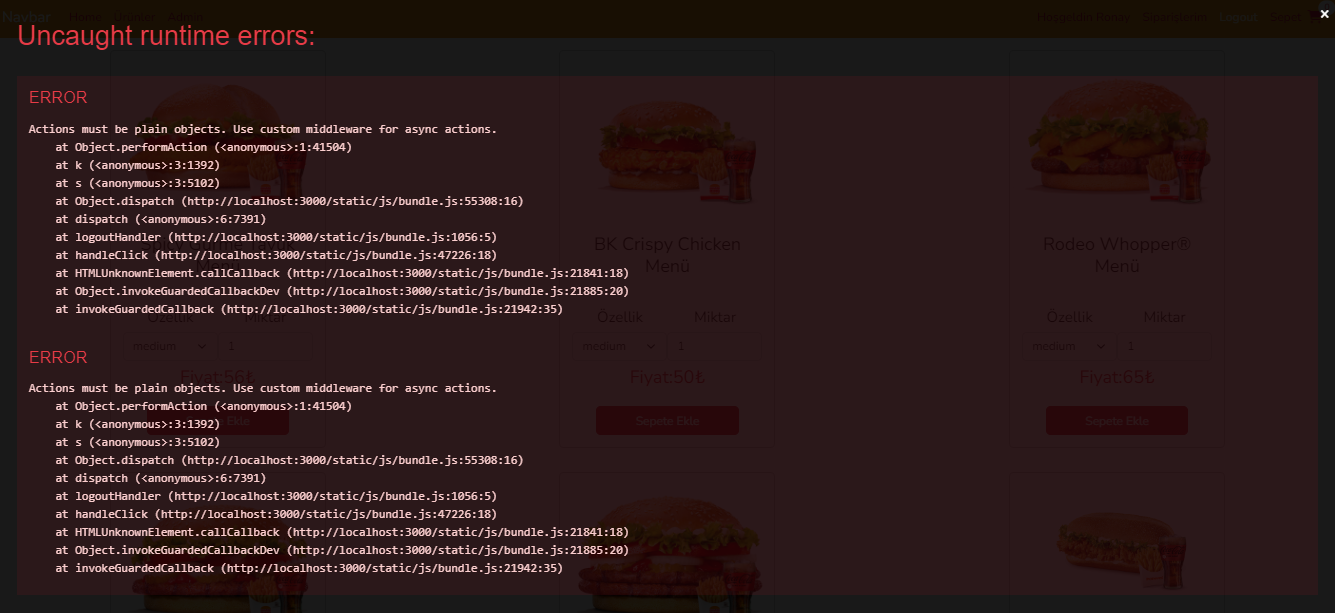 Navbar Home Admin Logout
Uncaught runtime errors:
×
ERROR
Actions must be plain objects. Use custom middleware for async actions.
at Object.performAction (<anonymous>:1:41504)
at k (<anonymous>:3:1392)
at s (<anonymous>:3:5102)
at Object.dispatch (http://localhost:3000/static/js/bundle.js:55308:16)
at dispatch (<anonymous>:6:7391)
at logoutHandler (http://localhost:3000/static/js/bundle.js:1056:5)
at handleClick (http://localhost:3000/static/js/bundle.js:47226:18)
at HTMLUnknownElement.callCallback (http://localhost:3000/static/js/bundle.js:21841:18)
at Object.invokeGuardedCallbackDev (http://localhost:3000/static/js/bundle.js:21885:20)
at invokeGuardedCallback (http://localhost:3000/static/js/bundle.js:21942:35)
BK Crispy Chicken
Menü
Rodeo Whopper®
Menü
Özellik Miktar
Özellik Miktar
Özellik Miktar
medium 1
medium 1
medium 1
Fiyat:56₺
Fiyat:50₺
Fiyat:65₺
Ekle
Sepete Ekle
Sepete Ekle
ERROR
Actions must be plain objects. Use custom middleware for async actions.
at Object.performAction (<anonymous>:1:41504)
at k (<anonymous>:3:1392)
at s (<anonymous>:3:5102)
at Object.dispatch (http://localhost:3000/static/js/bundle.js:55308:16)
at dispatch (<anonymous>:6:7391)
at logoutHandler (http://localhost:3000/static/js/bundle.js:1056:5)
at handleClick (http://localhost:3000/static/js/bundle.js:47226:18)
at HTMLUnknownElement.callCallback (http://localhost:3000/static/js/bundle.js:21841:18)
at Object.invokeGuardedCallbackDev (http://localhost:3000/static/js/bundle.js:21885:20)
at invokeGuardedCallback (http://localhost:3000/static/js/bundle.js:21942:35)